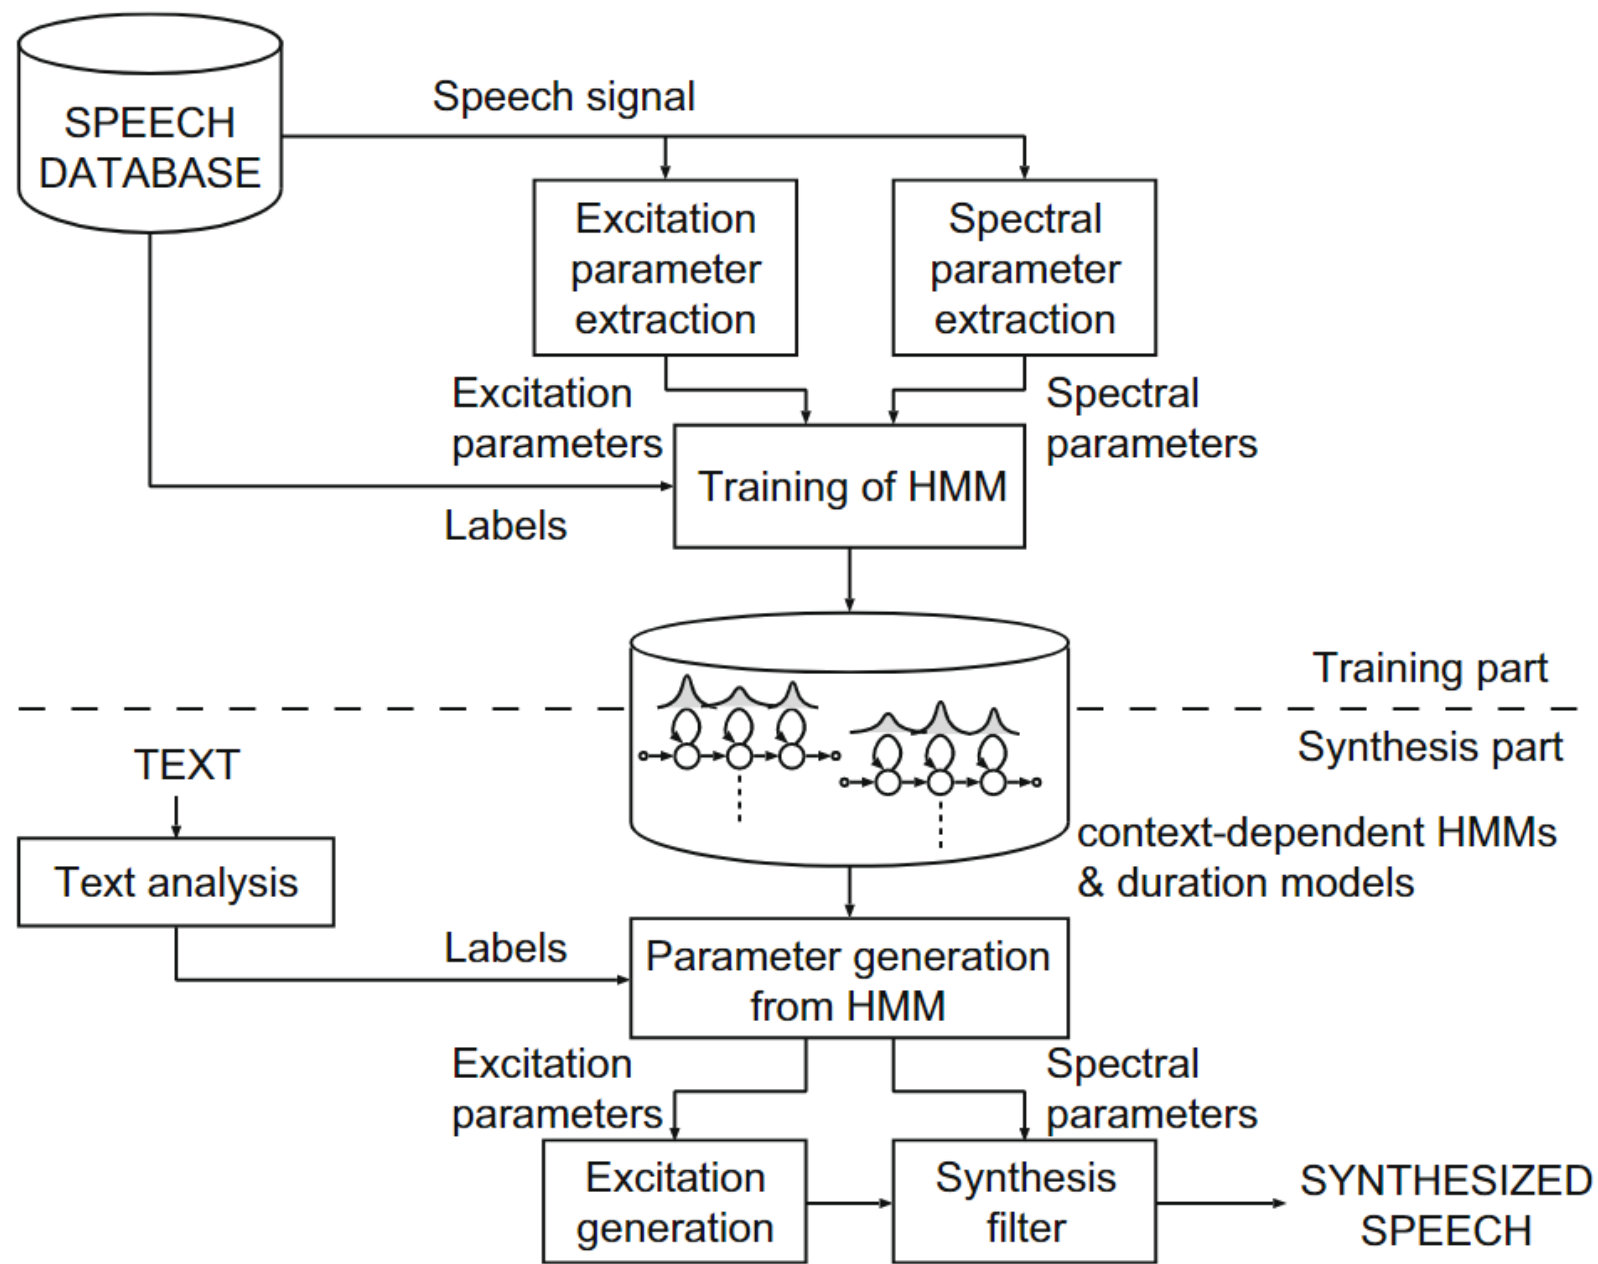 SPEECH
DATABASE
Speech signal
Excitation
parameter
extraction
Spectral
parameter
extraction
Excitation
parameters
Spectral
parameters
Training of HMM
Labels
Training part
Synthesis part
TEXT
context-dependent HMMs
& duration models
Text analysis
Labels
Parameter generation
from HMM
Excitation
parameters
Spectral
parameters
Excitation
generation
Synthesis
filter
SYNTHESIZED
SPEECH